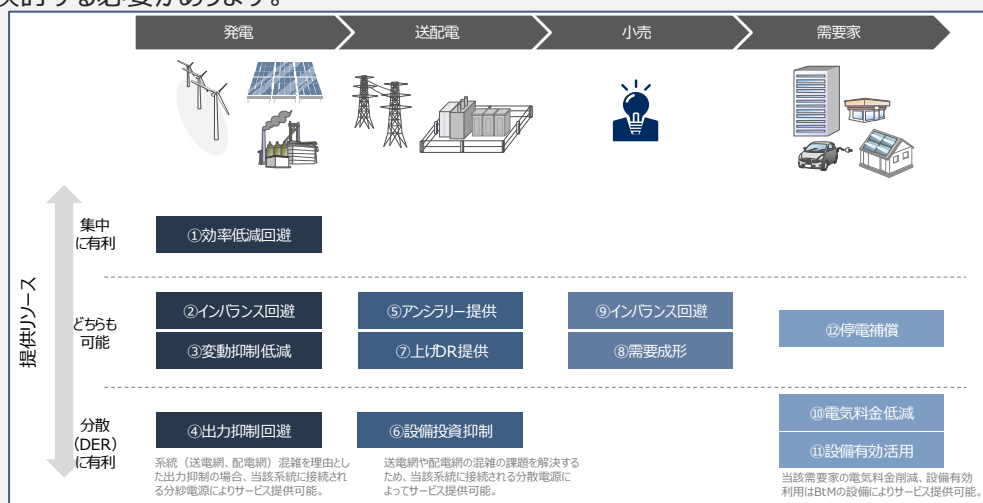 決的する必要があります。
発電
送配電
小売
需要家
提供リソース
集中
に有利
①効率低減回避
どちらも
可能
②インバランス回避
⑤アンシラリー提供
⑨インバランス回避
⑫停電補償
③変動抑制低減
⑦上げDR提供
⑧需要成形
分散
(DER)
に有利
④出力抑制回避
⑥設備投資抑制
⑩電気料金低減
⑪設備有効活用
系統（送電網、配電網）混雑を理由とし
た出力抑制の場合、当該系統に接続され
る分紗電源によりサービス提供可能。
送電網や配電網の混雑の課題を解決する
ため、当該系統に接続される分散電源に
よってサービス提供可能。
当該需要家の電気料金削減、設備有効
利用はBtMの設備によりサービス提供可能。